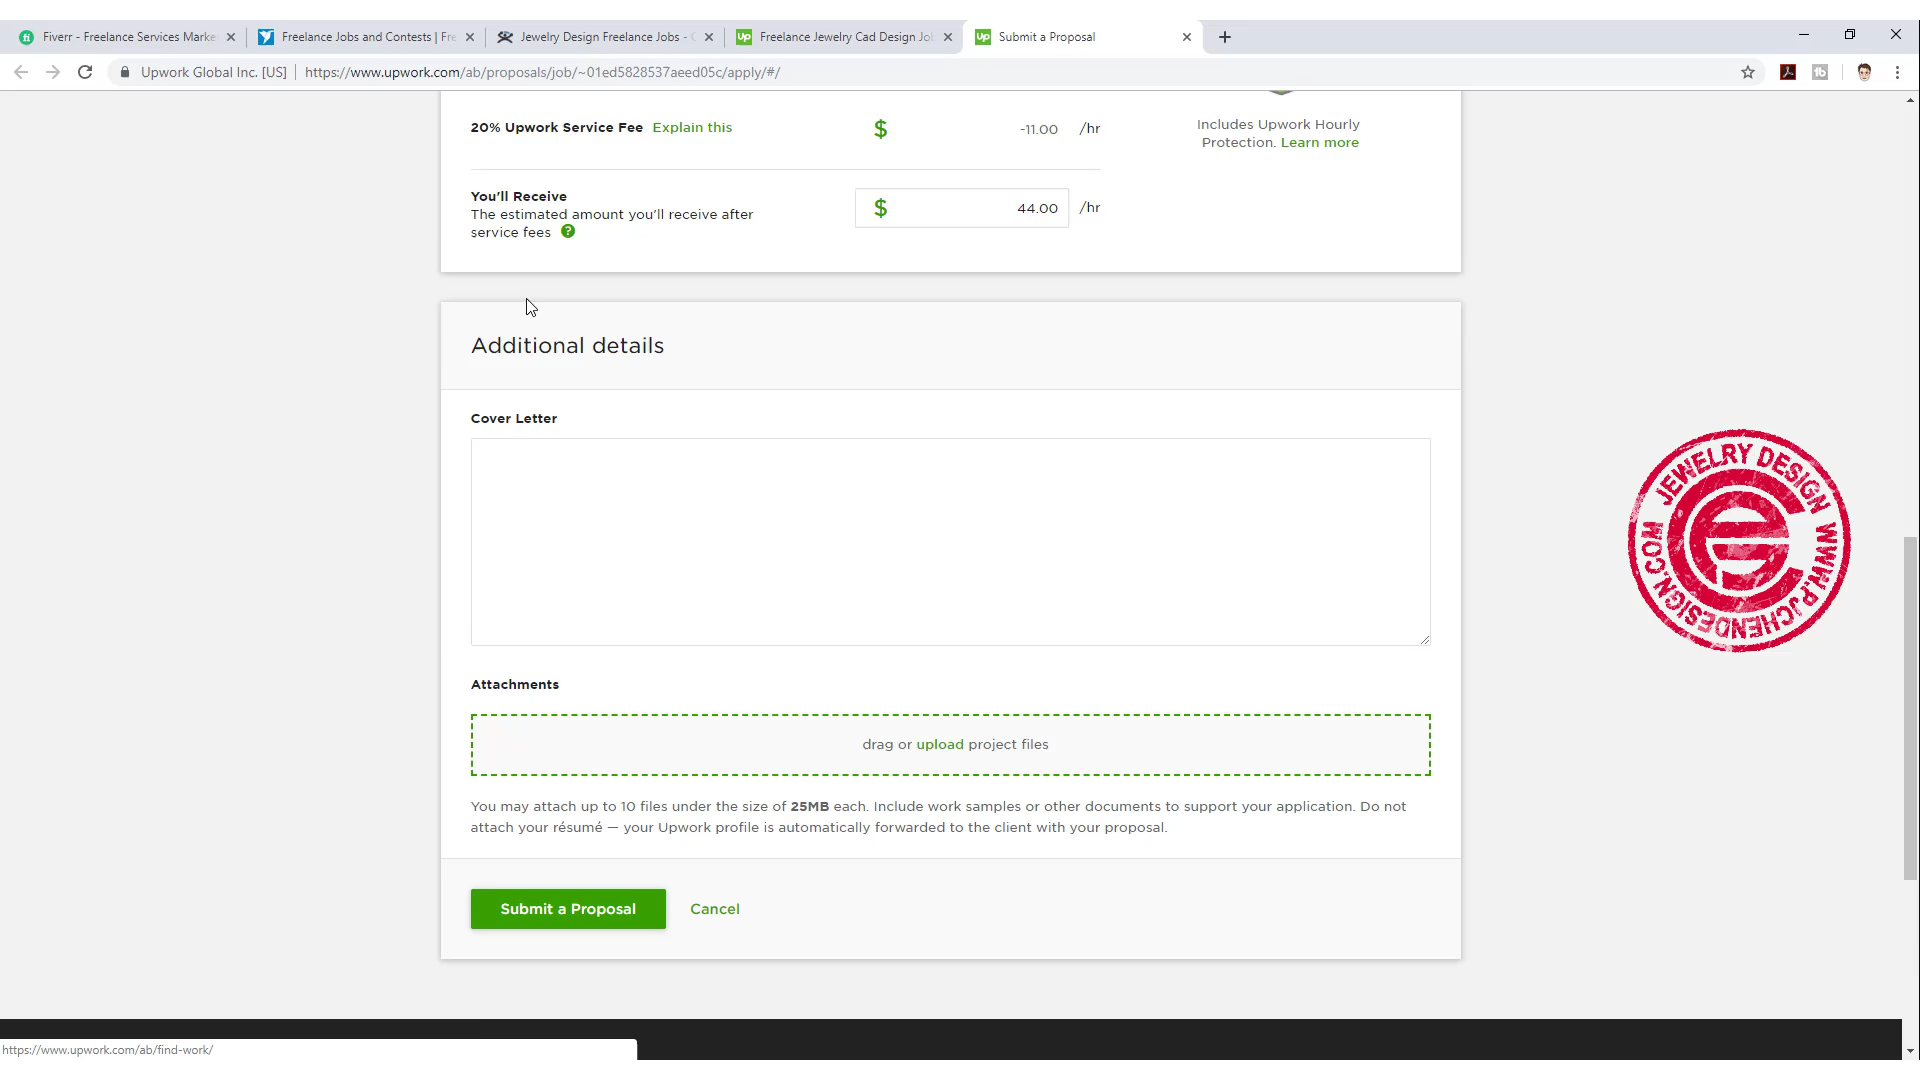 Fiverr - Freelance Services Marke
Freelance Jobs and Contests | Fre
Jewelry Design Freelance Jobs - C
Freelance Jewelry Cad Design Jo
Submit a Proposal
Upwork Global Inc. [US]
https://www.upwork.com/ab/proposals/job/~01ed5828537aeed05c/apply/#/
20% Upwork Service Fee Explain this $ -11.00 /hr
Includes Upwork Hourly
Protection. Learn more
You'll Receive
The estimated amount you'll receive after
service fees ?
$ 44.00 /hr
Additional details
Cover Letter
JEWELRY DESIGN WWW.PJCHENDESIGN.COM
Attachments
drag or upload project files
You may attach up to 10 files under the size of 25MB each. Include work samples or other documents to support your application. Do not
attach your résumé — your Upwork profile is automatically forwarded to the client with your proposal.
Submit a Proposal
Cancel
https://www.upwork.com/ab/find-work/